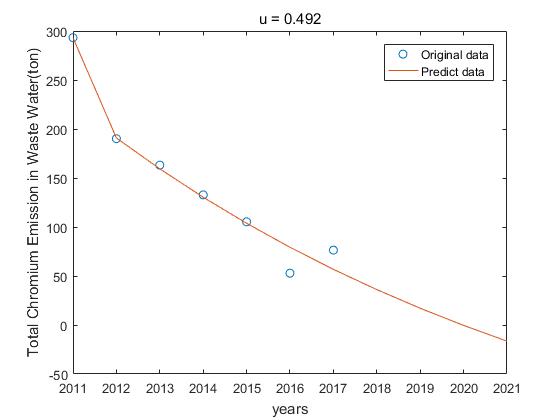 u = 0.492
Total Chromium Emission in Waste Water(ton)
300
250
200
150
100
50
0
-50
Original data
Predict data
2011 2012 2013 2014 2015 2016 2017 2018 2019 2020 2021
years